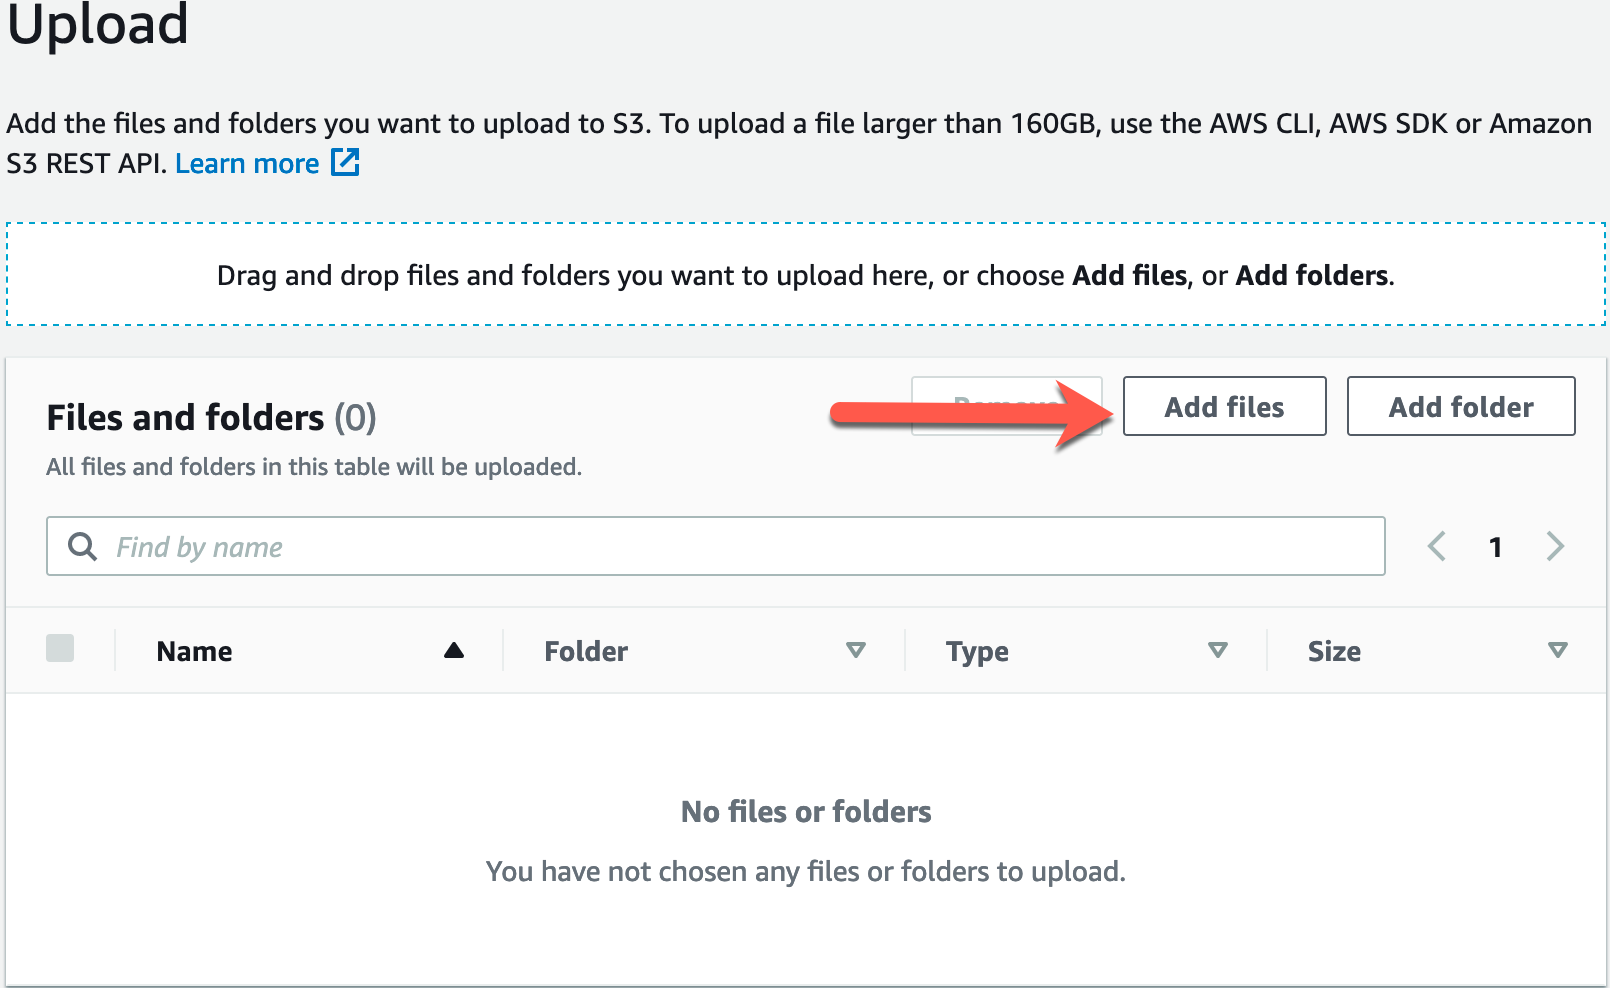 Upload
Add the files and folders you want to upload to S3. To upload a file larger than 160GB, use the AWS CLI, AWS SDK or Amazon
S3 REST API. Learn more
Drag and drop files and folders you want to upload here, or choose Add files, or Add folders.
Files and folders (0)
Add files
Add folder
All files and folders in this table will be uploaded.
Find by name
1
Name
Folder
Type
Size
No files or folders
You have not chosen any files or folders to upload.